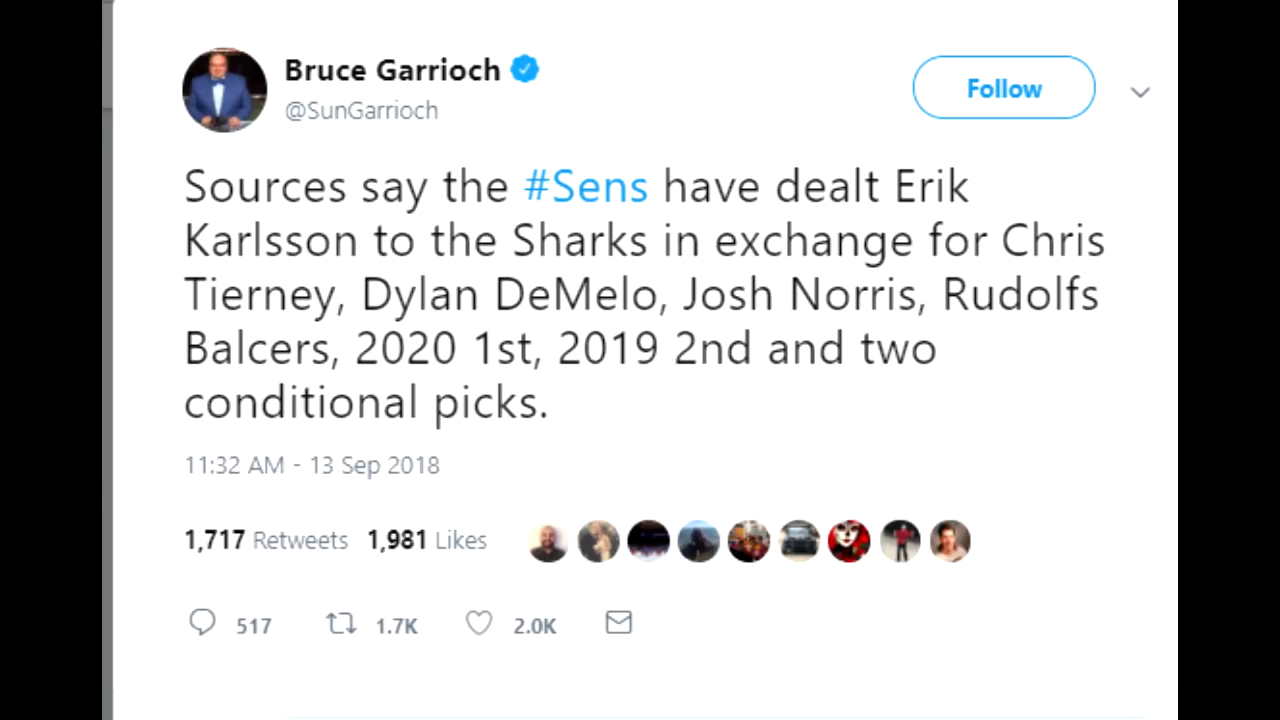 Bruce Garrioch
@SunGarrioch
Follow
Sources say the #Sens have dealt Erik
Karlsson to the Sharks in exchange for Chris
Tierney, Dylan DeMelo, Josh Norris, Rudolfs
Balcers, 2020 1st, 2019 2nd and two
conditional picks.
11:32 AM - 13 Sep 2018
1,717 Retweets 1,981 Likes
517 1.7K 2.0K